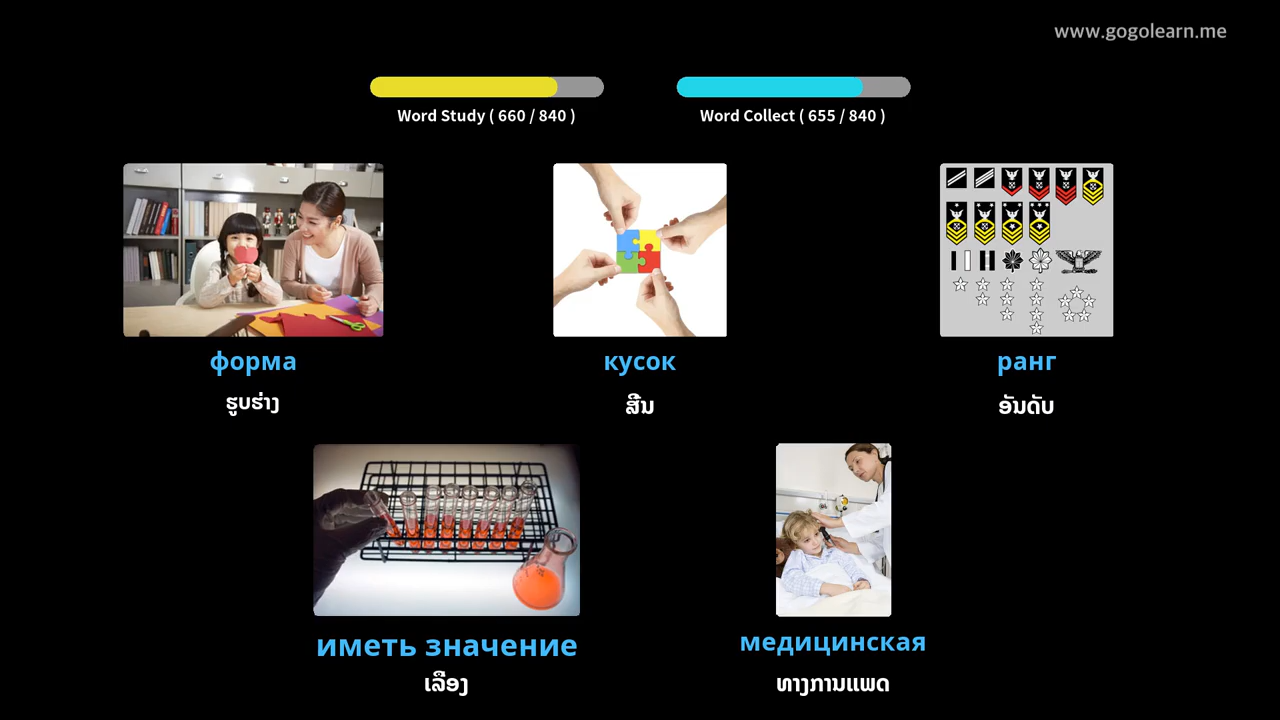 www.gogolearn.me
Word Study ( 660 / 840 )
Word Collect ( 655 / 840 )
форма
кусок
ранг
ຮູບຮ່າງ
ສີ້ນ
ອັນດັບ
иметь значение
медицинская
ເລືອງ
ທາງການແພດ